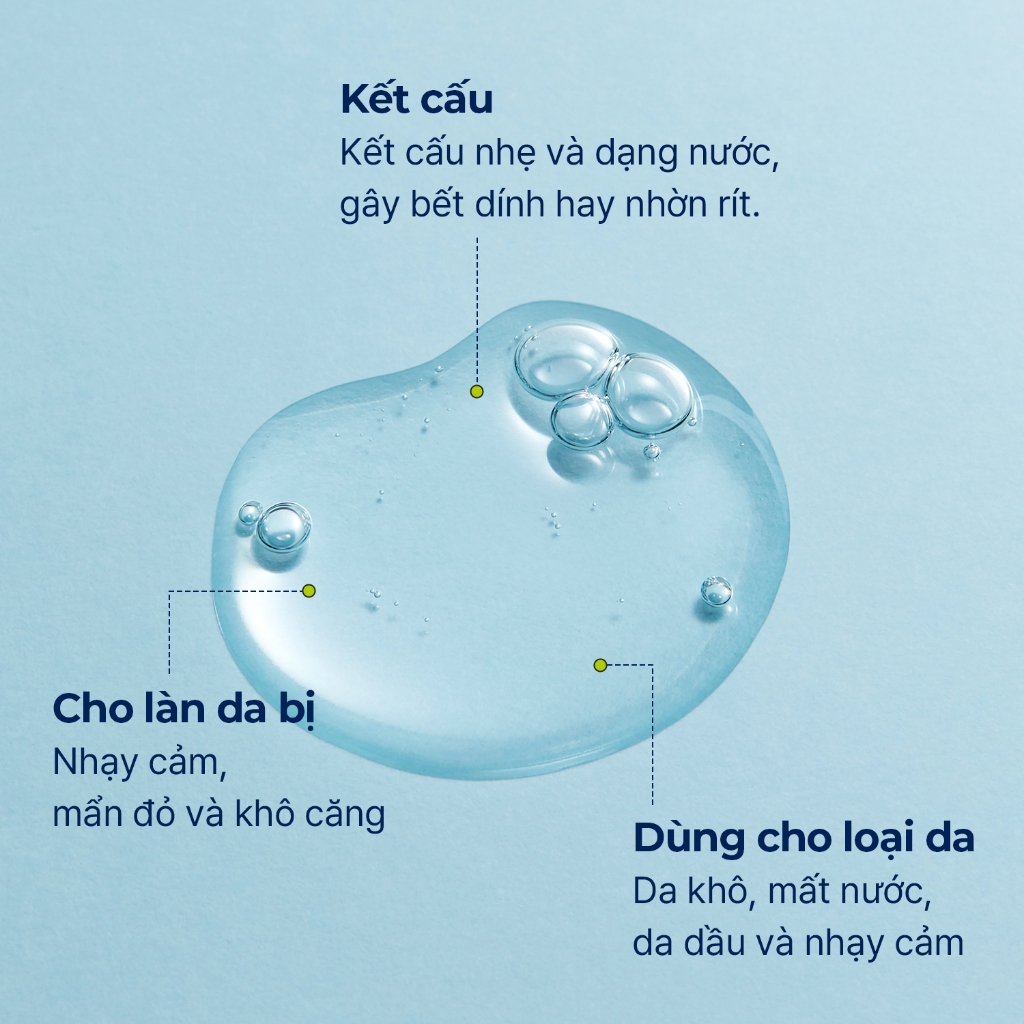 Kết cấu
Kết cấu nhẹ và dạng nước,
gây bết dính hay nhờn rít.
Cho làn da bị
Nhạy cảm,
mẩn đỏ và khô căng
Dùng cho loại da
Da khô, mất nước,
da dầu và nhạy cảm